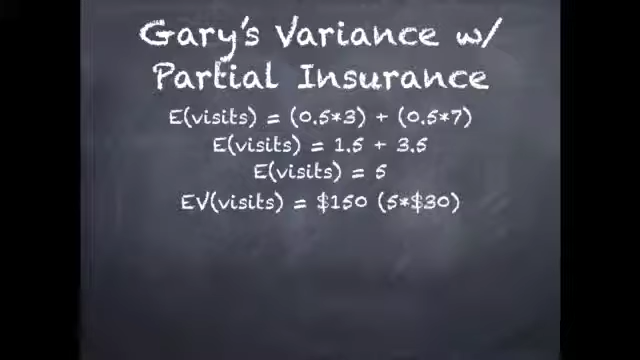 Gary's Variance w/
Partial Insurance
E(visits) = (0.5*3) + (0.5*7)
E(visits) = 1.5 + 3.5
E(visits) = 5
EV(visits) = $150 (5*$30)